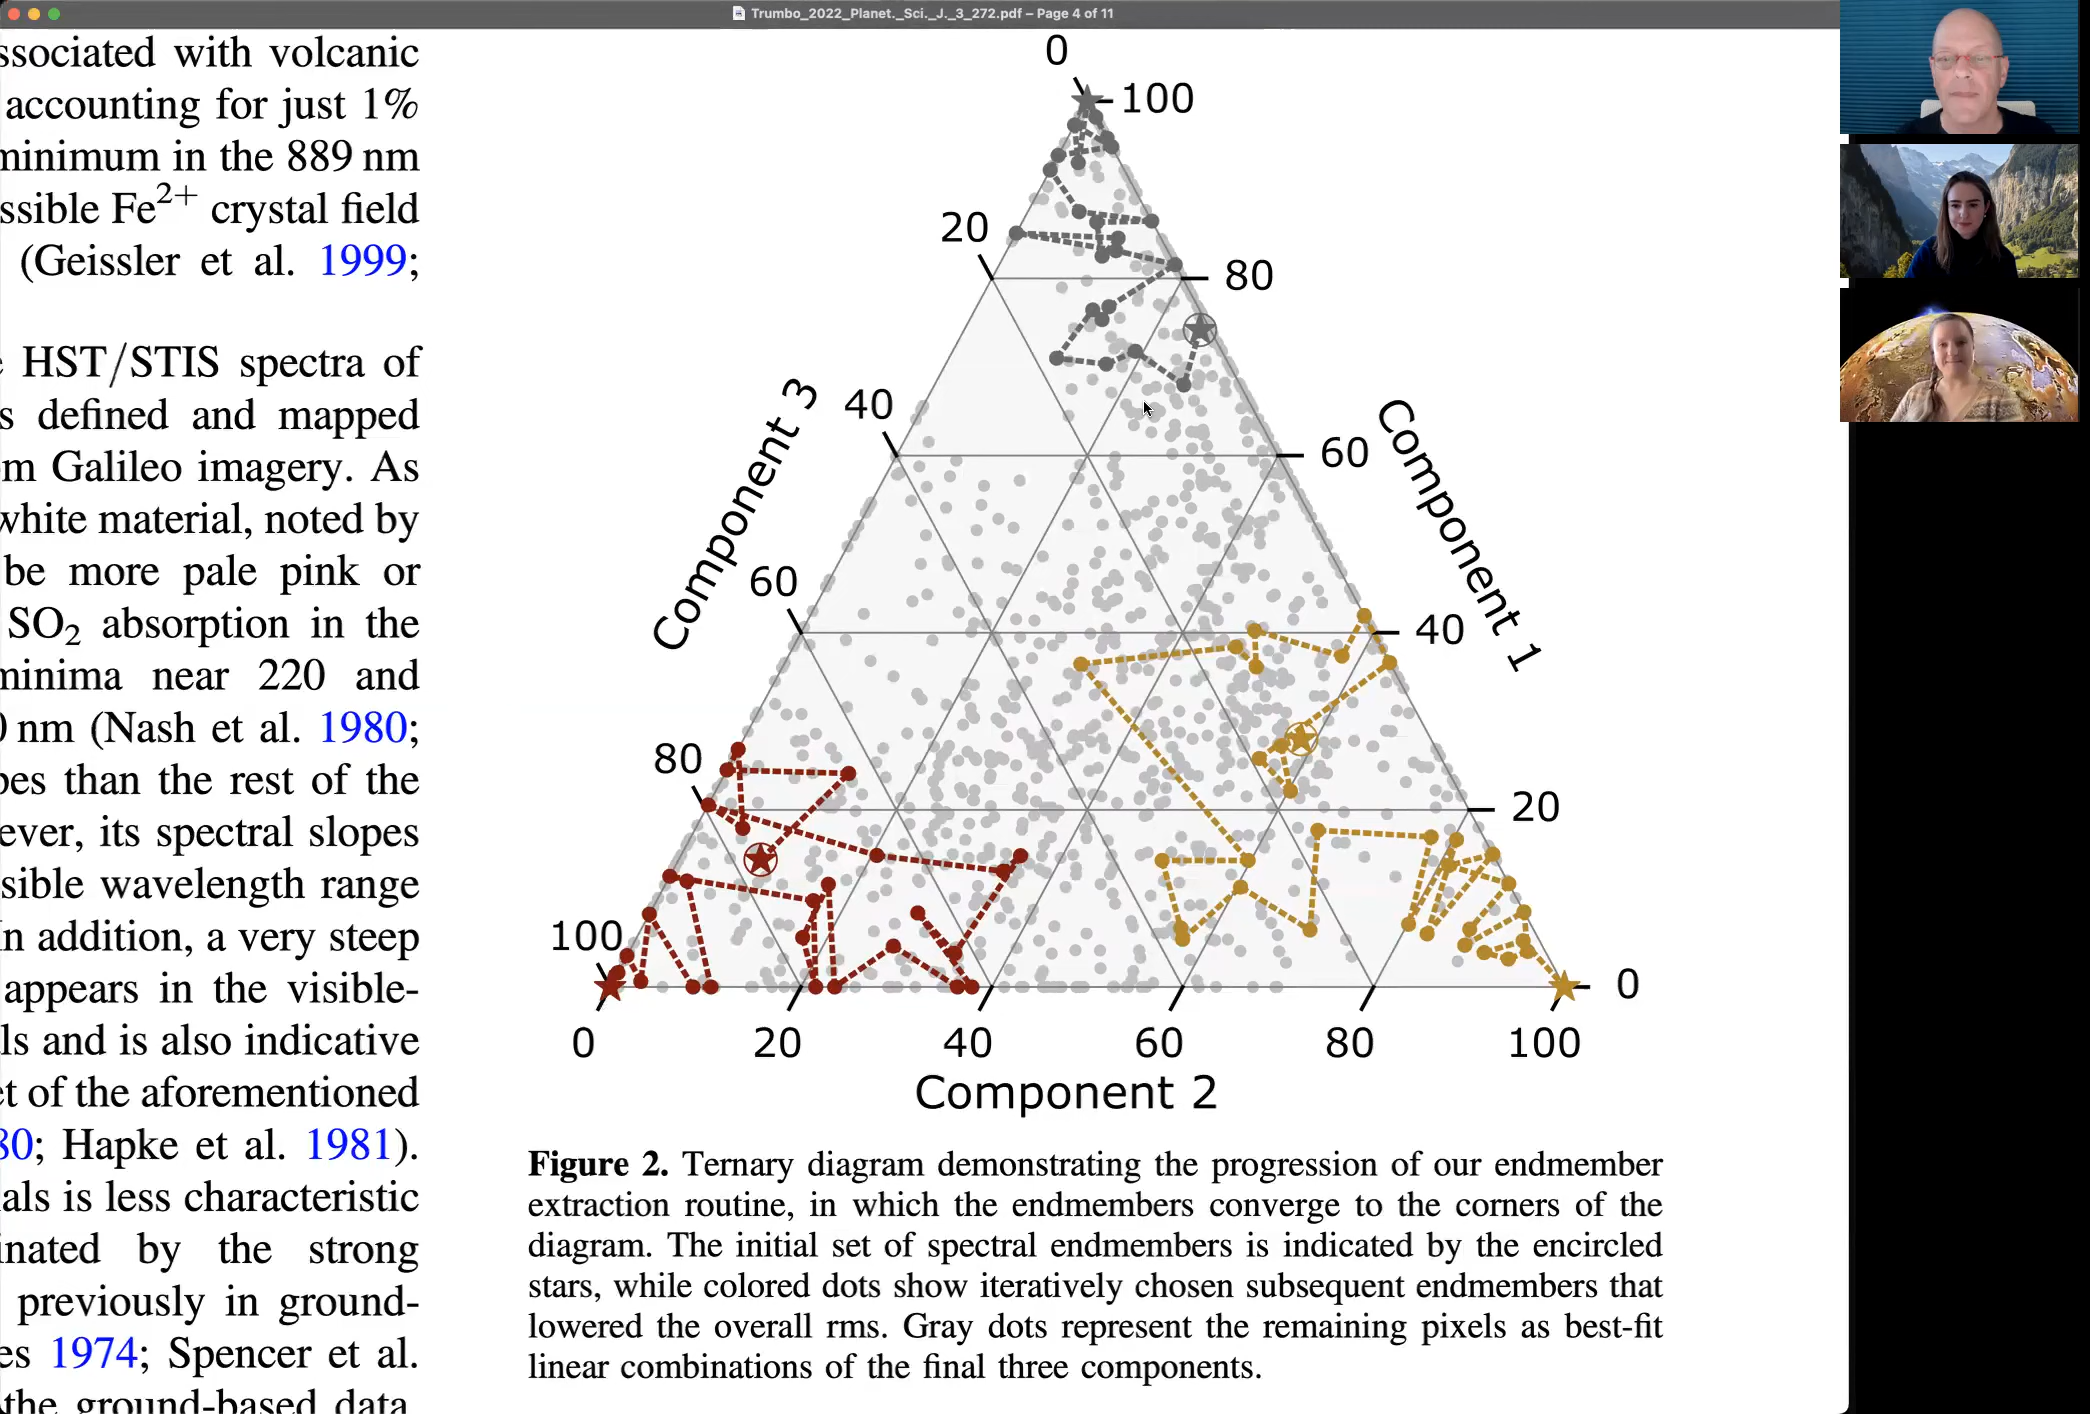 Trumbo_2022_Planet._Sci._J._3_272.pdf – Page 4 of 11
ssociated with volcanic
accounting for just 1%
minimum in the 889 nm
ssible Fe2+ crystal field
(Geissler et al. 1999;
HST/STIS spectra of
s defined and mapped
om Galileo imagery. As
white material, noted by
be more pale pink or
SO2 absorption in the
minima near 220 and
0 nm (Nash et al. 1980;
pes than the rest of the
ever, its spectral slopes
sible wavelength range
In addition, a very steep
appears in the visible-
ls and is also indicative
et of the aforementioned
80; Hapke et al. 1981).
als is less characteristic
inated by the strong
previously in ground-
es 1974; Spencer et al.
the ground-based data,
0
100
20
80
40
60
Component 3
Component 1
60
40
80
20
100
0
0 20 40 60 80 100
Component 2
Figure 2. Ternary diagram demonstrating the progression of our endmember
extraction routine, in which the endmembers converge to the corners of the
diagram. The initial set of spectral endmembers is indicated by the encircled
stars, while colored dots show iteratively chosen subsequent endmembers that
lowered the overall rms. Gray dots represent the remaining pixels as best-fit
linear combinations of the final three components.